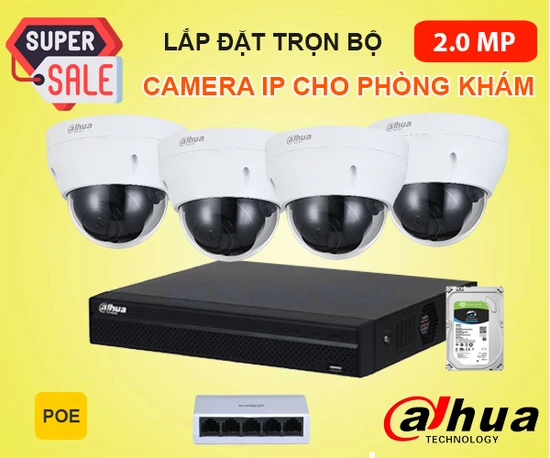 SUPER
SALE
LẮP ĐẶT TRỌN BỘ
2.0 MP
CAMERA IP CHO PHÒNG KHÁM
alhua
alhua
alhua
alhua
alhua
POE
alhua
TECHNOLOGY